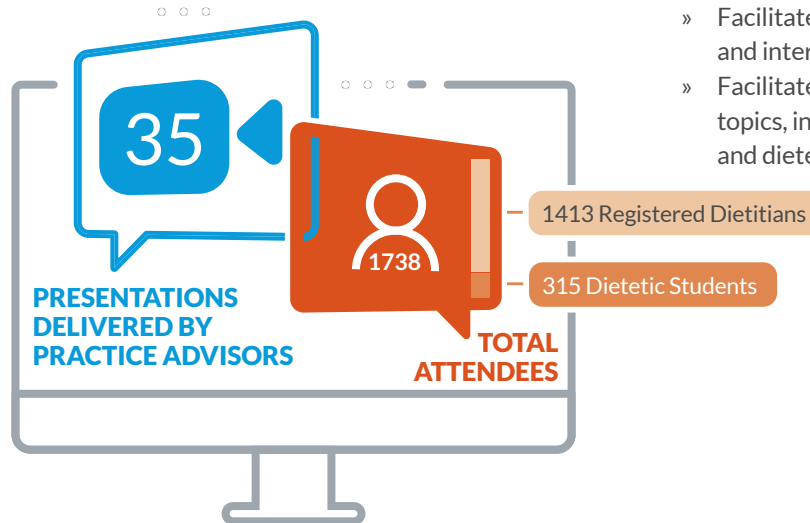 » Facilitate
and inter
» Facilitate
topics, in
and diete
35
PRESENTATIONS
DELIVERED BY
PRACTICE ADVISORS
1738
TOTAL
ATTENDEES
1413 Registered Dietitians
315 Dietetic Students